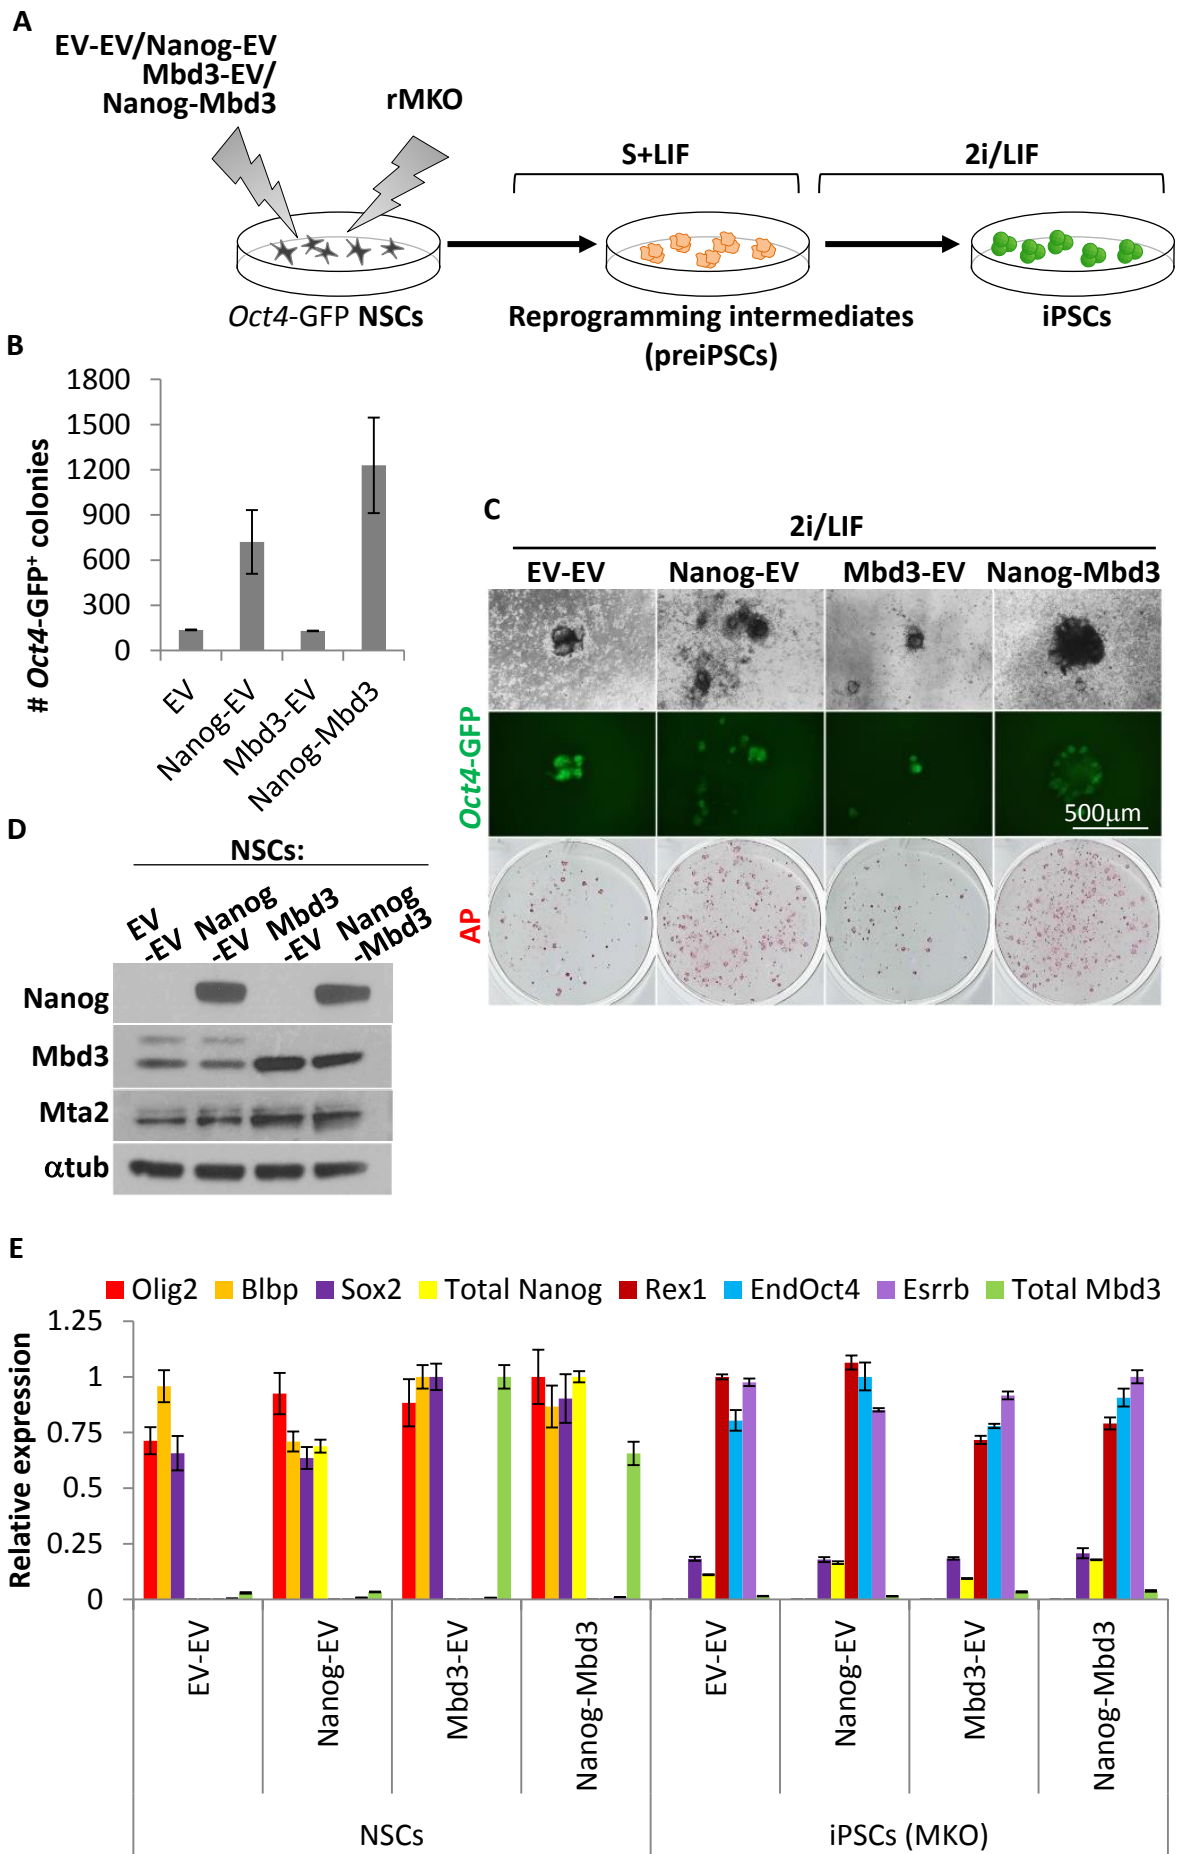 A
EV-EV/Nanog-EV
Mbd3-EV/
Nanog-Mbd3
rMKO
S+LIF
2i/LIF
Oct4-GFP NSCs
Reprogramming intermediates
(preiPSCs)
iPSCs
B
# Oct4-GFP+ colonies
1800
1500
1200
900
600
300
0
EV
Nanog-EV
Mbd3-EV
Nanog-Mbd3
C
2i/LIF
EV-EV
Nanog-EV
Mbd3-EV
Nanog-Mbd3
Oct4-GFP
500μm
AP
D
NSCs:
EV
-EV
Nanog
-EV
Mbd3
-EV
Nanog
-Mbd3
Nanog
Mbd3
Mta2
αtub
E
Olig2
Blbp
Sox2
Total Nanog
Rex1
EndOct4
Esrrb
Total Mbd3
Relative expression
1.25
1
0.75
0.5
0.25
0
EV-EV
Nanog-EV
Mbd3-EV
Nanog-Mbd3
EV-EV
Nanog-EV
Mbd3-EV
Nanog-Mbd3
NSCs
iPSCs (MKO)